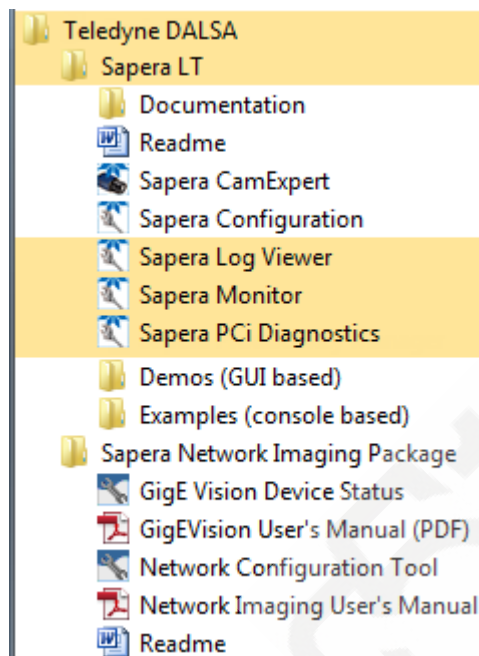 Teledyne DALSA
Sapera LT
Documentation
Readme
Sapera CamExpert
Sapera Configuration
Sapera Log Viewer
Sapera Monitor
Sapera PCi Diagnostics
Demos (GUI based)
Examples (console based)
Sapera Network Imaging Package
GigE Vision Device Status
GigEVision User's Manual (PDF)
Network Configuration Tool
Network Imaging User's Manual
Readme